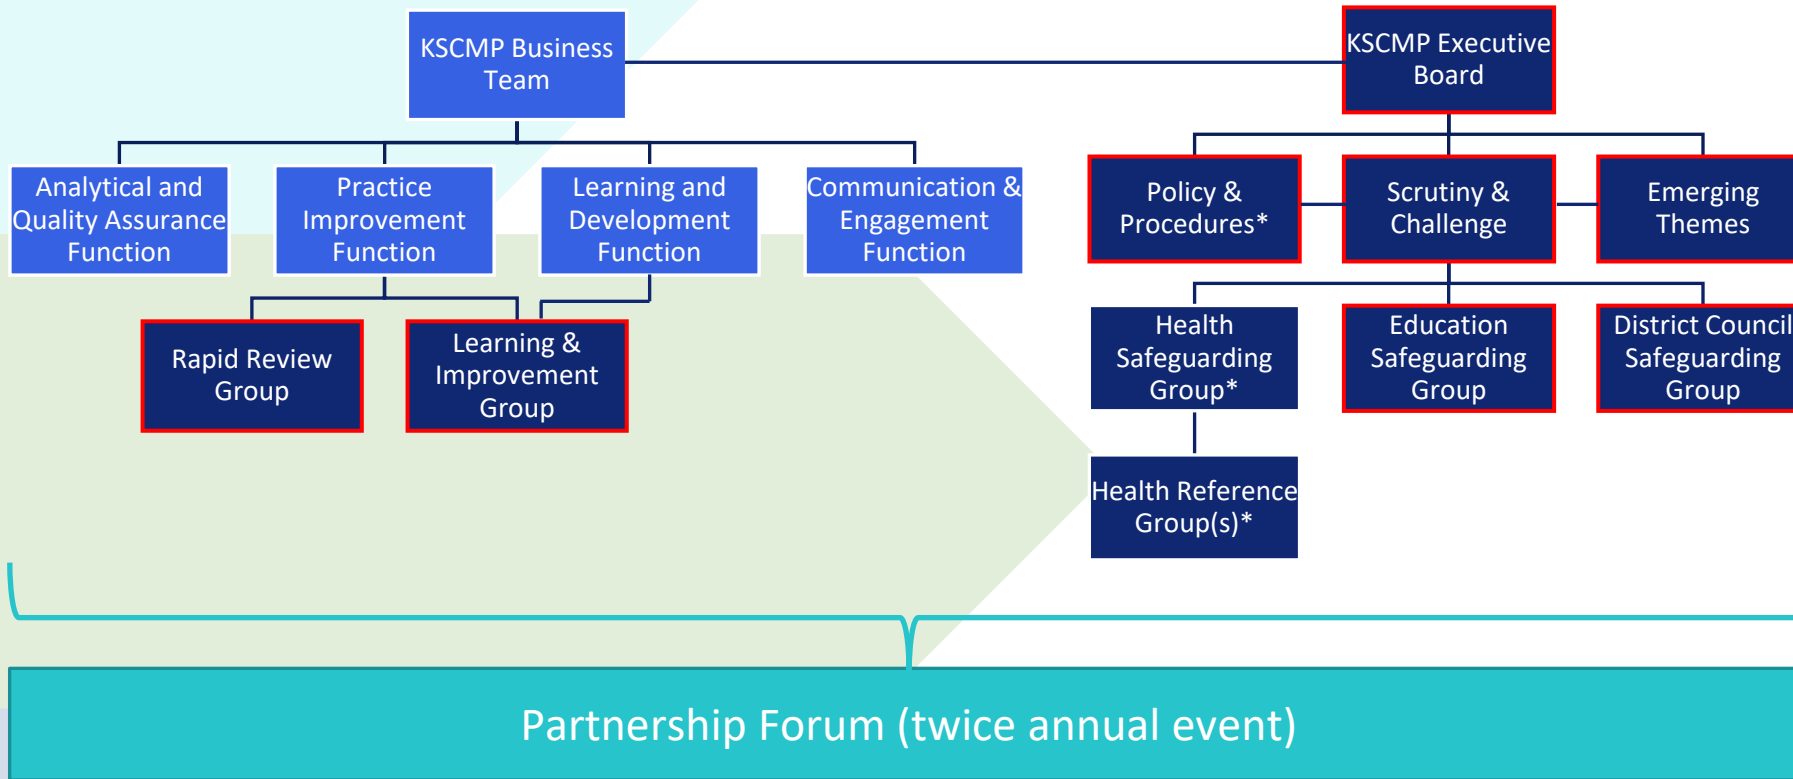 KSCMP Business
Team
KSCMP Executive
Board
Analytical and
Quality Assurance
Function
Practice
Improvement
Function
Learning and
Development
Function
Communication &
Engagement
Function
Policy &
Procedures*
Scrutiny &
Challenge
Emerging
Themes
Rapid Review
Group
Learning &
Improvement
Group
Health
Safeguarding
Group*
Education
Safeguarding
Group
District Council
Safeguarding
Group
Health Reference
Group(s)*
Partnership Forum (twice annual event)